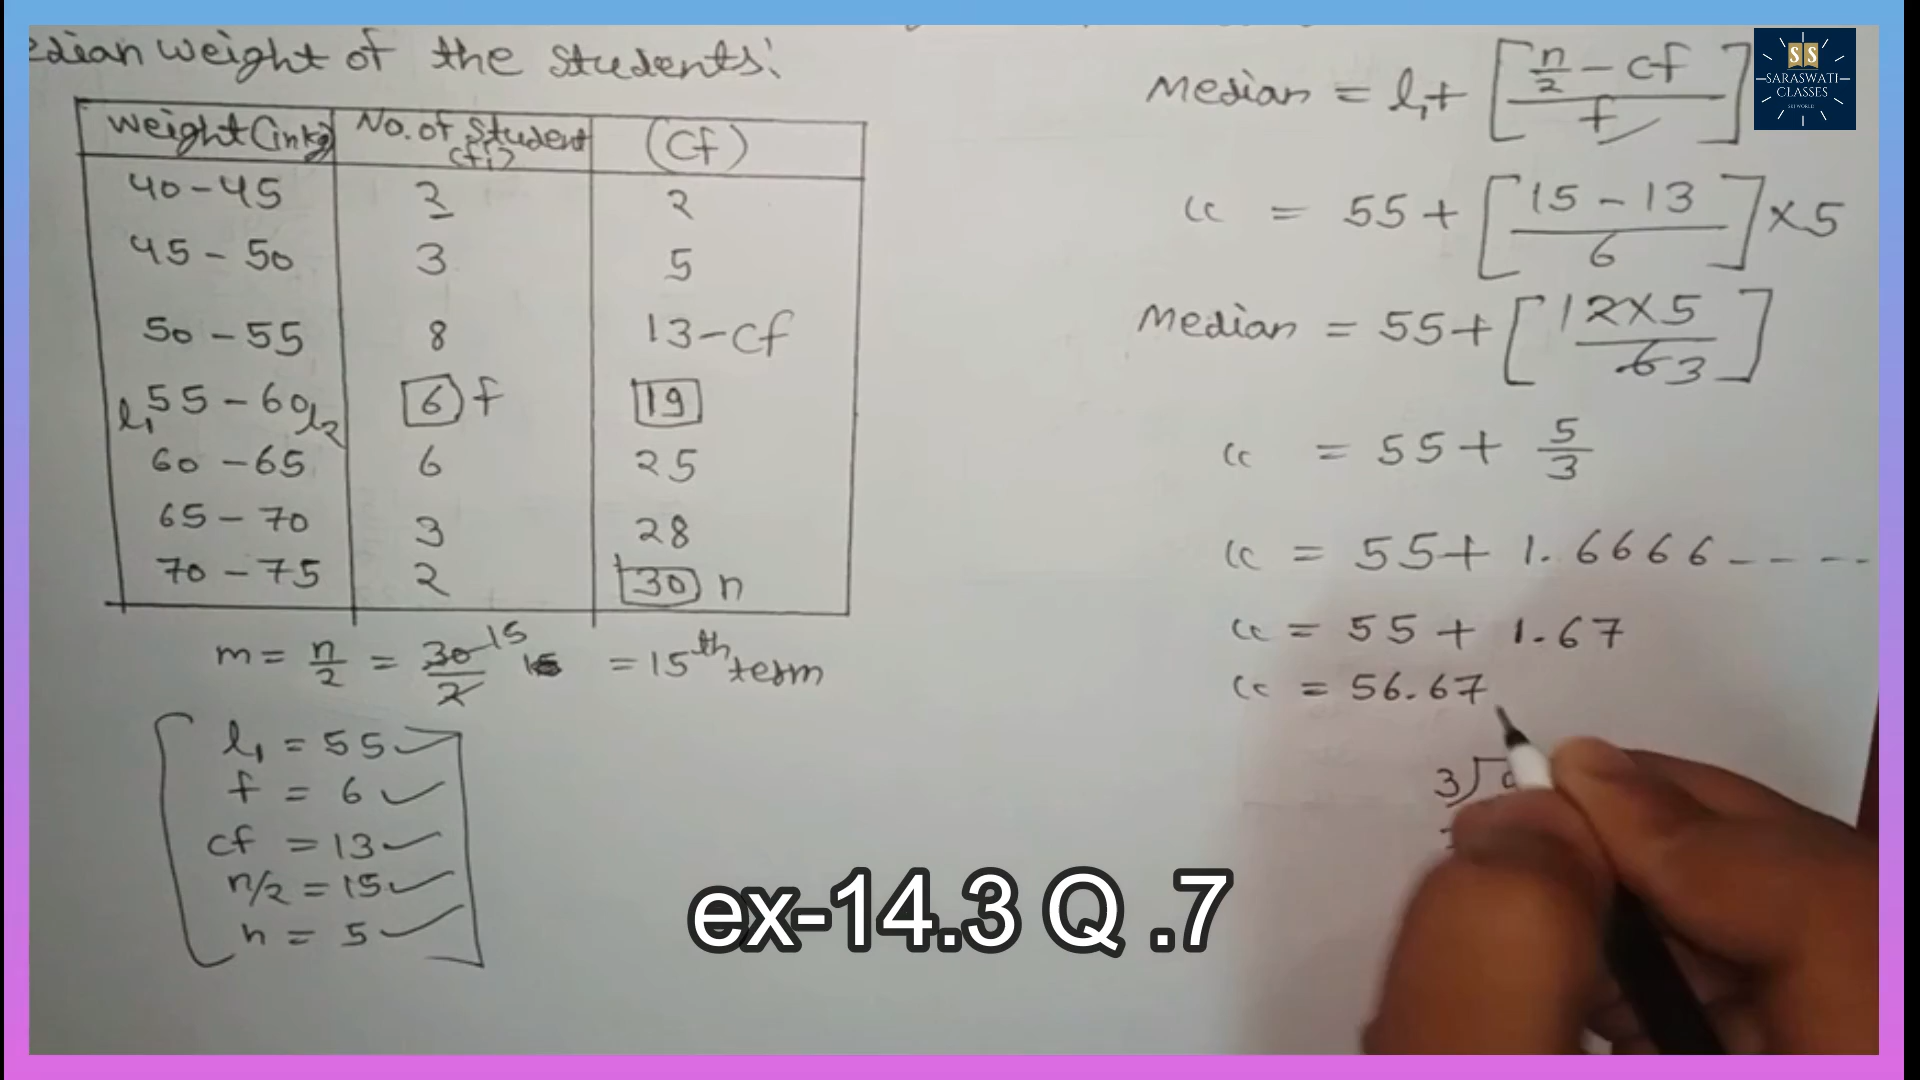 edian weight of the students:
Weight (in kg) No. of Student (fi) (Cf)
40-45 2 2
45-50 3 5
50-55 8 13-cf
l₁ 55-60 l₂ 6 f 19
60-65 6 25
65-70 3 28
70-75 2 30 n
m = n/2 = 30/2 15 = 15th term
l₁ = 55
f = 6
cf = 13
n/2 = 15
h = 5
Median = l₁ + [n/2 - cf / f]
" = 55 + [15 - 13 / 6] × 5
Median = 55 + [1 2 × 5 / 6 3]
" = 55 + 5/3
" = 55 + 1.6666----
" = 55 + 1.67
" = 56.67
3
ex-14.3 Q .7
S S
SARASWATI
CLASSES